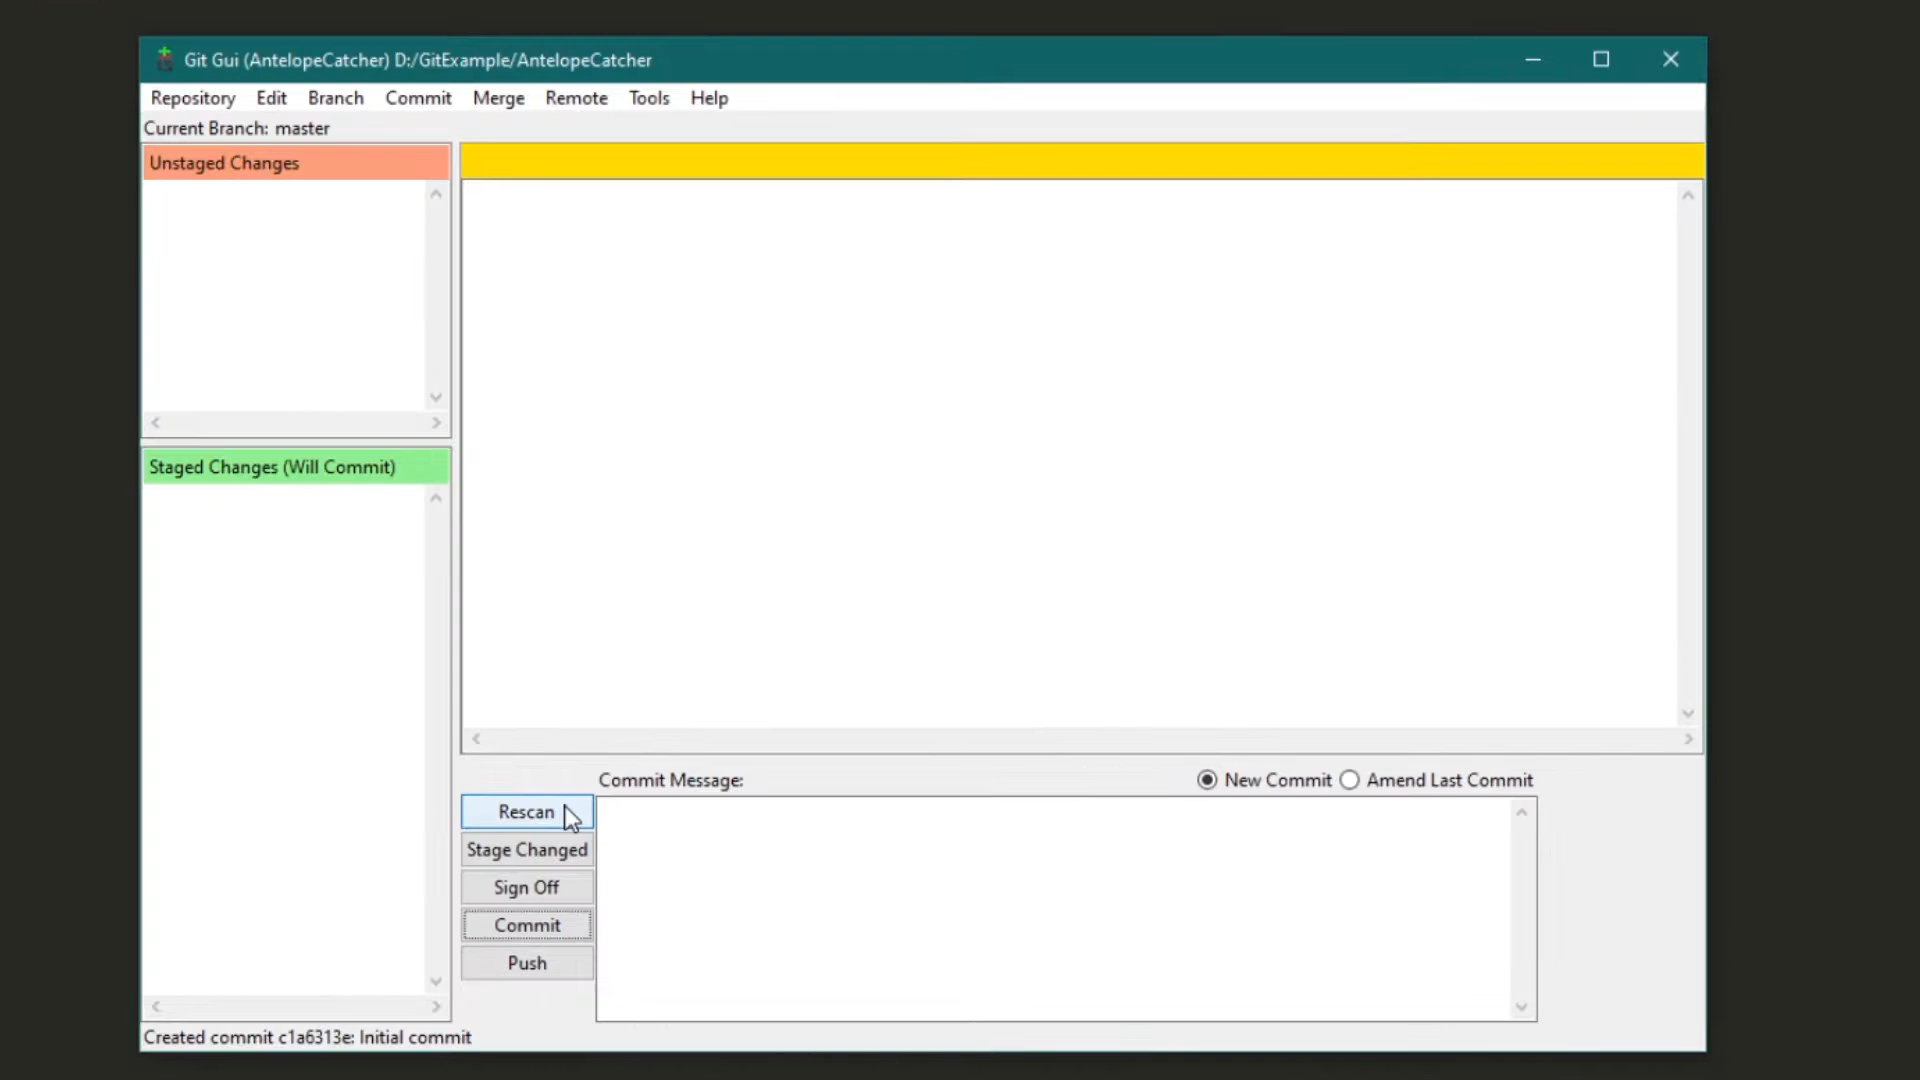 Git Gui (AntelopeCatcher) D:/GitExample/AntelopeCatcher
Repository Edit Branch Commit Merge Remote Tools Help
Current Branch: master
Unstaged Changes
Staged Changes (Will Commit)
Commit Message:
New Commit Amend Last Commit
Rescan
Stage Changed
Sign Off
Commit
Push
Created commit c1a6313e: Initial commit